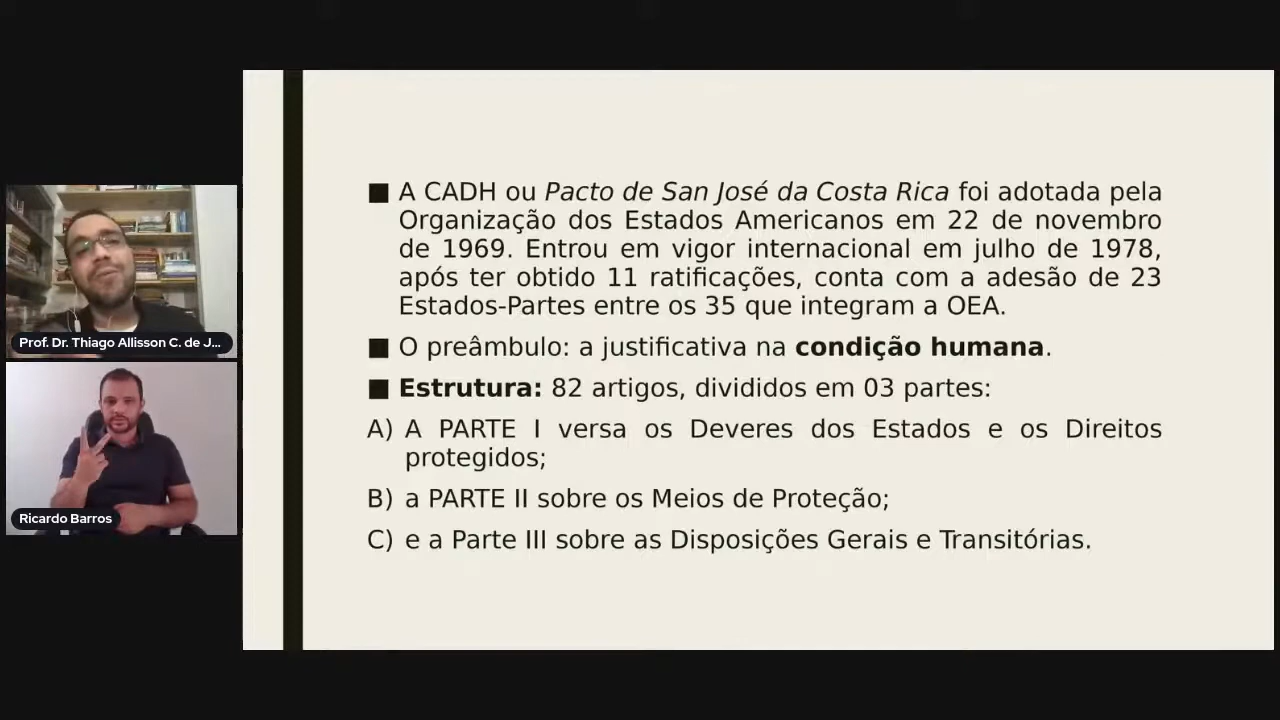 ■ A CADH ou Pacto de San José da Costa Rica foi adotada pela
Organização dos Estados Americanos em 22 de novembro
de 1969. Entrou em vigor internacional em julho de 1978,
após ter obtido 11 ratificações, conta com a adesão de 23
Estados-Partes entre os 35 que integram a OEA.
■ O preâmbulo: a justificativa na condição humana.
■ Estrutura: 82 artigos, divididos em 03 partes:
A) A PARTE I versa os Deveres dos Estados e os Direitos
protegidos;
B) a PARTE II sobre os Meios de Proteção;
C) e a Parte III sobre as Disposições Gerais e Transitórias.
Prof. Dr. Thiago Allisson C. de J...
Ricardo Barros